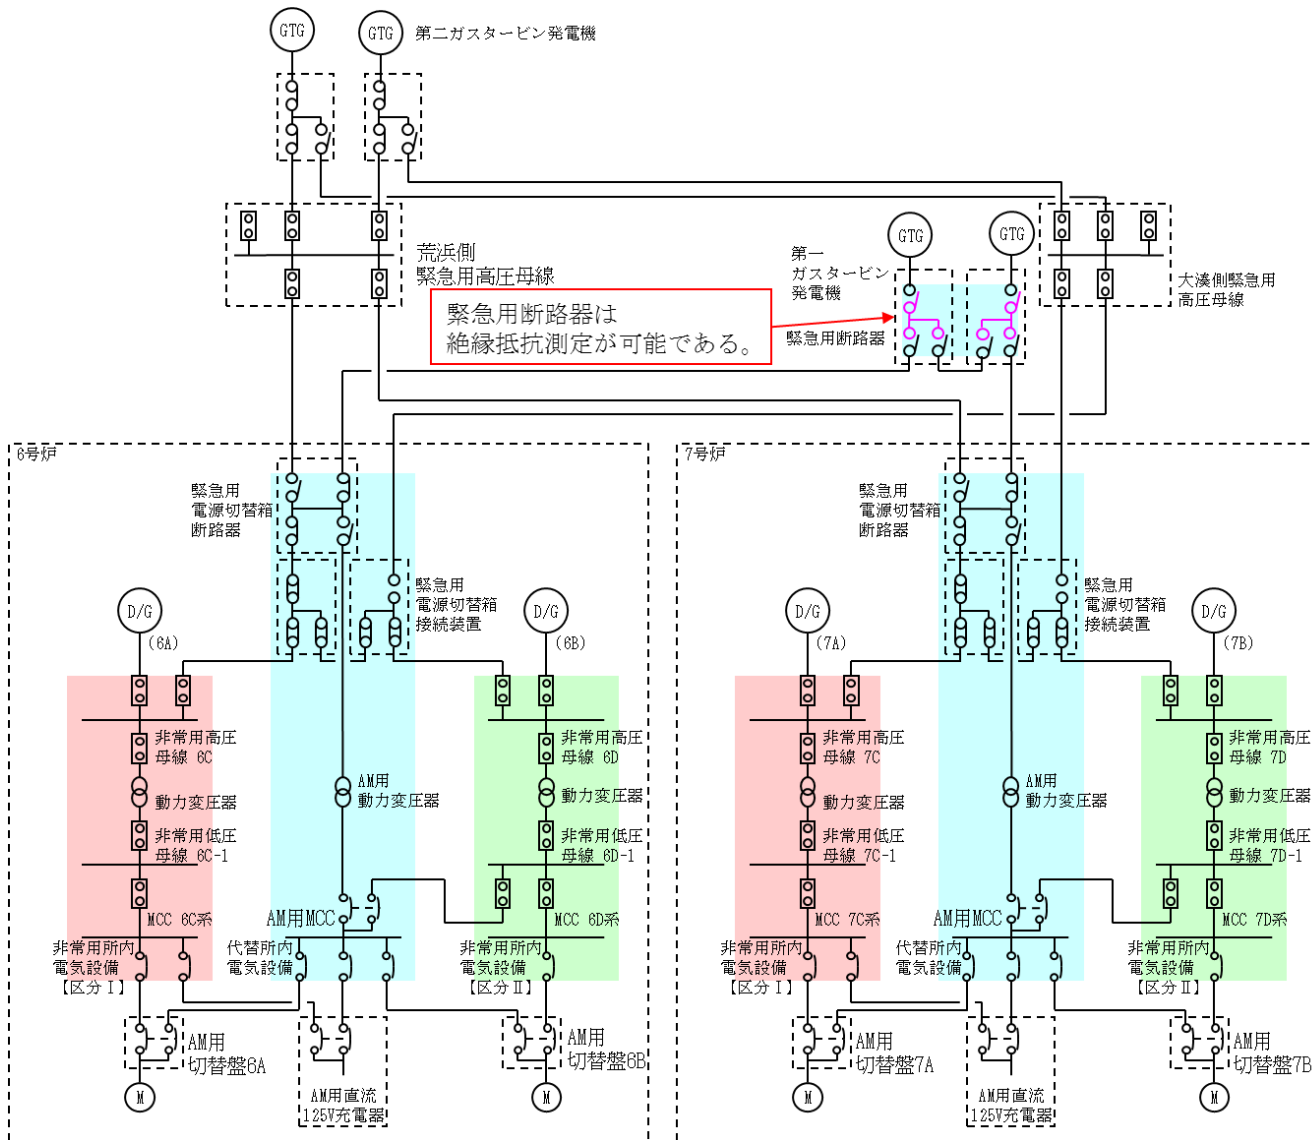 GTG
GTG
第二ガスタービン発電機
荒浜側
緊急用高圧母線
第一
ガスタービン
発電機
GTG
GTG
大湊側緊急用
高圧母線
緊急用断路器は
絶縁抵抗測定が可能である。
緊急用断路器
6号炉
緊急用
電源切替箱
断路器
緊急用
電源切替箱
接続装置
D/G
(6A)
D/G
(6B)
非常用高圧
母線 6C
動力変圧器
非常用低圧
母線 6C-1
MCC 6C系
非常用所内
電気設備
【区分Ⅰ】
AM用
動力変圧器
AM用MCC
代替所内
電気設備
非常用高圧
母線 6D
動力変圧器
非常用低圧
母線 6D-1
MCC 6D系
非常用所内
電気設備
【区分Ⅱ】
AM用
切替盤6A
M
AM用直流
125V充電器
AM用
切替盤6B
M
7号炉
緊急用
電源切替箱
断路器
緊急用
電源切替箱
接続装置
D/G
(7A)
D/G
(7B)
非常用高圧
母線 7C
動力変圧器
非常用低圧
母線 7C-1
MCC 7C系
非常用所内
電気設備
【区分Ⅰ】
AM用
動力変圧器
AM用MCC
代替所内
電気設備
非常用高圧
母線 7D
動力変圧器
非常用低圧
母線 7D-1
MCC 7D系
非常用所内
電気設備
【区分Ⅱ】
AM用
切替盤7A
M
AM用直流
125V充電器
AM用
切替盤7B
M